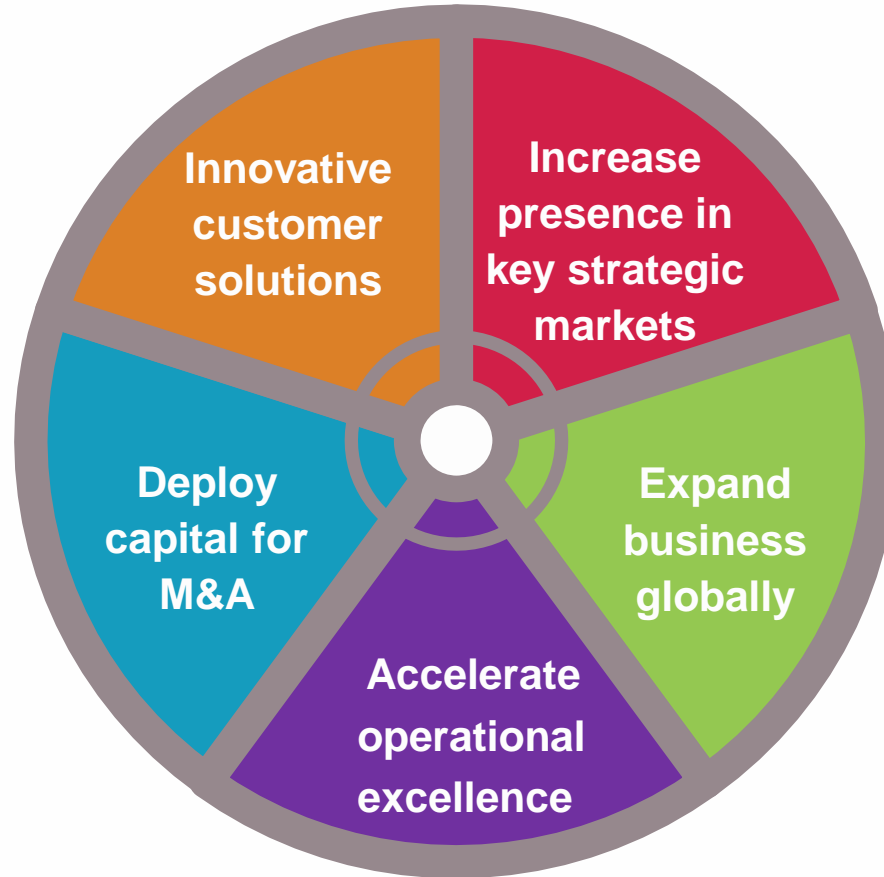 Innovative
customer
solutions
Increase
presence in
key strategic
markets
Deploy
capital for
M&A
Expand
business
globally
Accelerate
operational
excellence